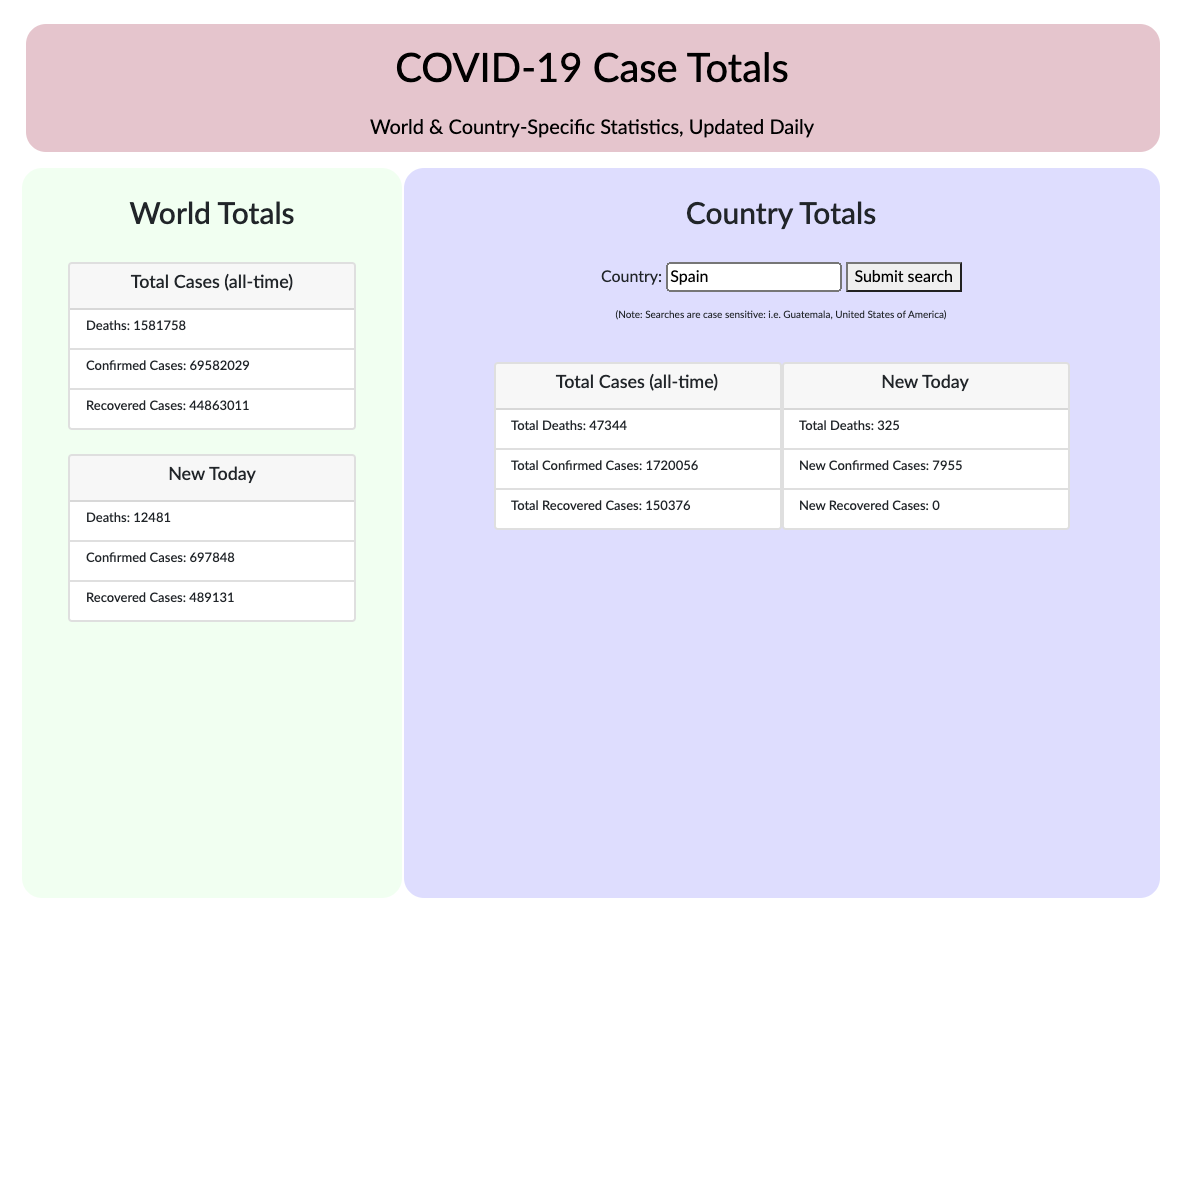 COVID-19 Case Totals
World & Country-Specific Statistics, Updated Daily
World Totals
Total Cases (all-time)
Deaths: 1581758
Confirmed Cases: 69582029
Recovered Cases: 44863011
New Today
Deaths: 12481
Confirmed Cases: 697848
Recovered Cases: 489131
Country Totals
Country: Spain Submit search
(Note: Searches are case sensitive: i.e. Guatemala, United States of America)
Total Cases (all-time)
Total Deaths: 47344
Total Confirmed Cases: 1720056
Total Recovered Cases: 150376
New Today
Total Deaths: 325
New Confirmed Cases: 7955
New Recovered Cases: 0